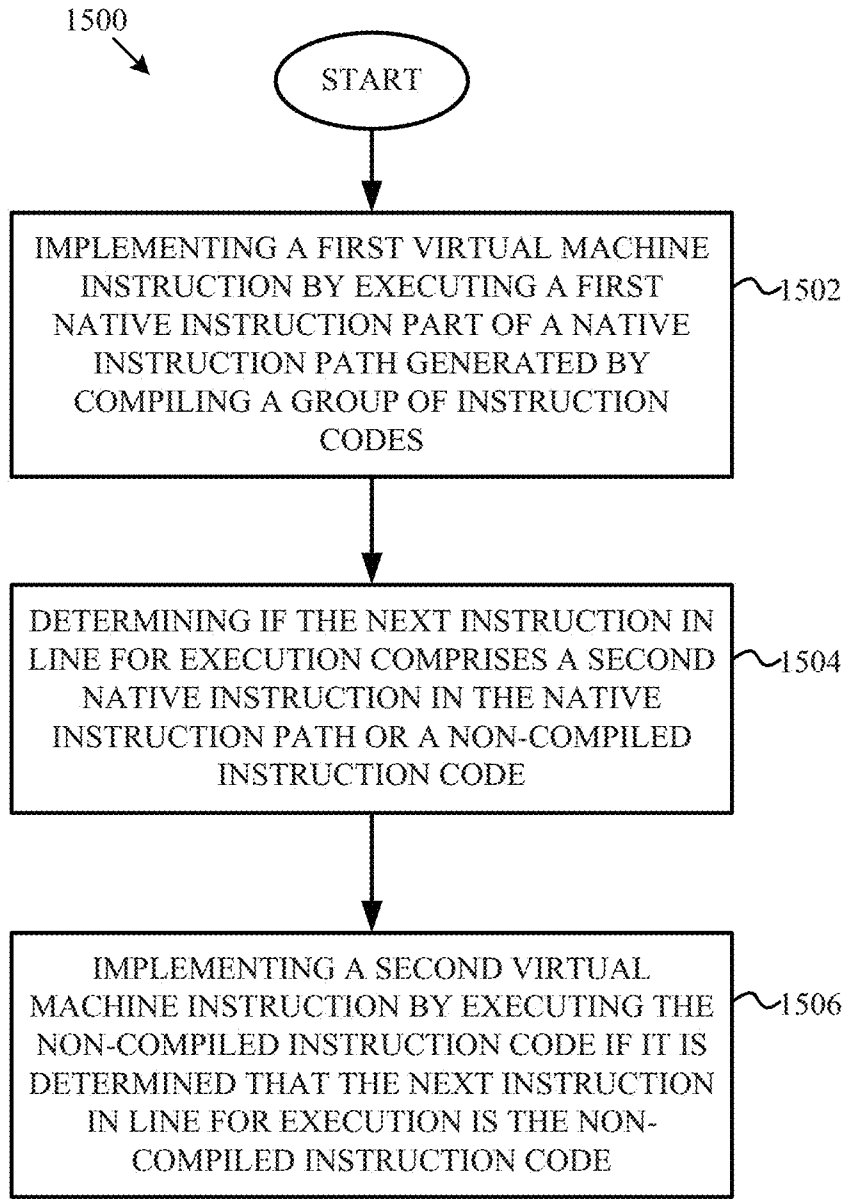 1500
START
IMPLEMENTING A FIRST VIRTUAL MACHINE
INSTRUCTION BY EXECUTING A FIRST
NATIVE INSTRUCTION PART OF A NATIVE
INSTRUCTION PATH GENERATED BY
COMPILING A GROUP OF INSTRUCTION
CODES
1502
DETERMINING IF THE NEXT INSTRUCTION IN
LINE FOR EXECUTION COMPRISES A SECOND
NATIVE INSTRUCTION IN THE NATIVE
INSTRUCTION PATH OR A NON-COMPILED
INSTRUCTION CODE
1504
IMPLEMENTING A SECOND VIRTUAL
MACHINE INSTRUCTION BY EXECUTING THE
NON-COMPILED INSTRUCTION CODE IF IT IS
DETERMINED THAT THE NEXT INSTRUCTION
IN LINE FOR EXECUTION IS THE NON-
COMPILED INSTRUCTION CODE
1506